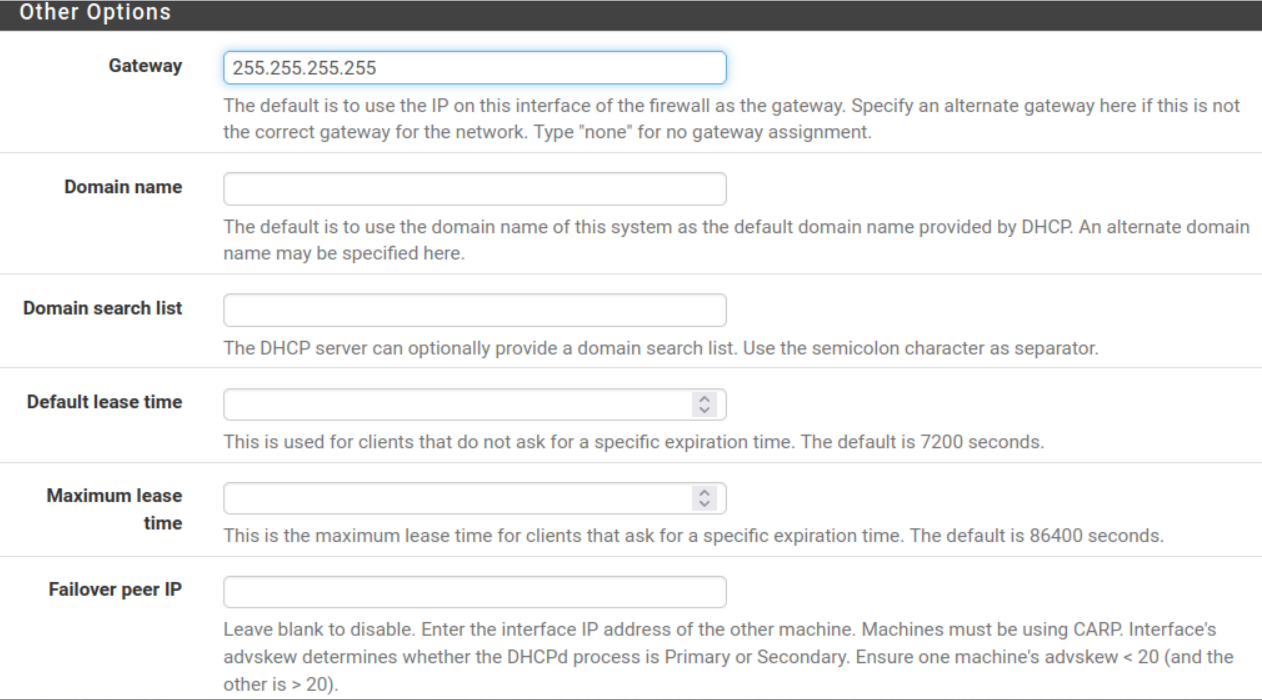 Other Options
Gateway
255.255.255.255
The default is to use the IP on this interface of the firewall as the gateway. Specify an alternate gateway here if this is not
the correct gateway for the network. Type "none" for no gateway assignment.
Domain name
The default is to use the domain name of this system as the default domain name provided by DHCP. An alternate domain
name may be specified here.
Domain search list
The DHCP server can optionally provide a domain search list. Use the semicolon character as separator.
Default lease time
This is used for clients that do not ask for a specific expiration time. The default is 7200 seconds.
Maximum lease
time
This is the maximum lease time for clients that ask for a specific expiration time. The default is 86400 seconds.
Failover peer IP
Leave blank to disable. Enter the interface IP address of the other machine. Machines must be using CARP. Interface's
advskew determines whether the DHCPd process is Primary or Secondary. Ensure one machine's advskew < 20 (and the
other is > 20).